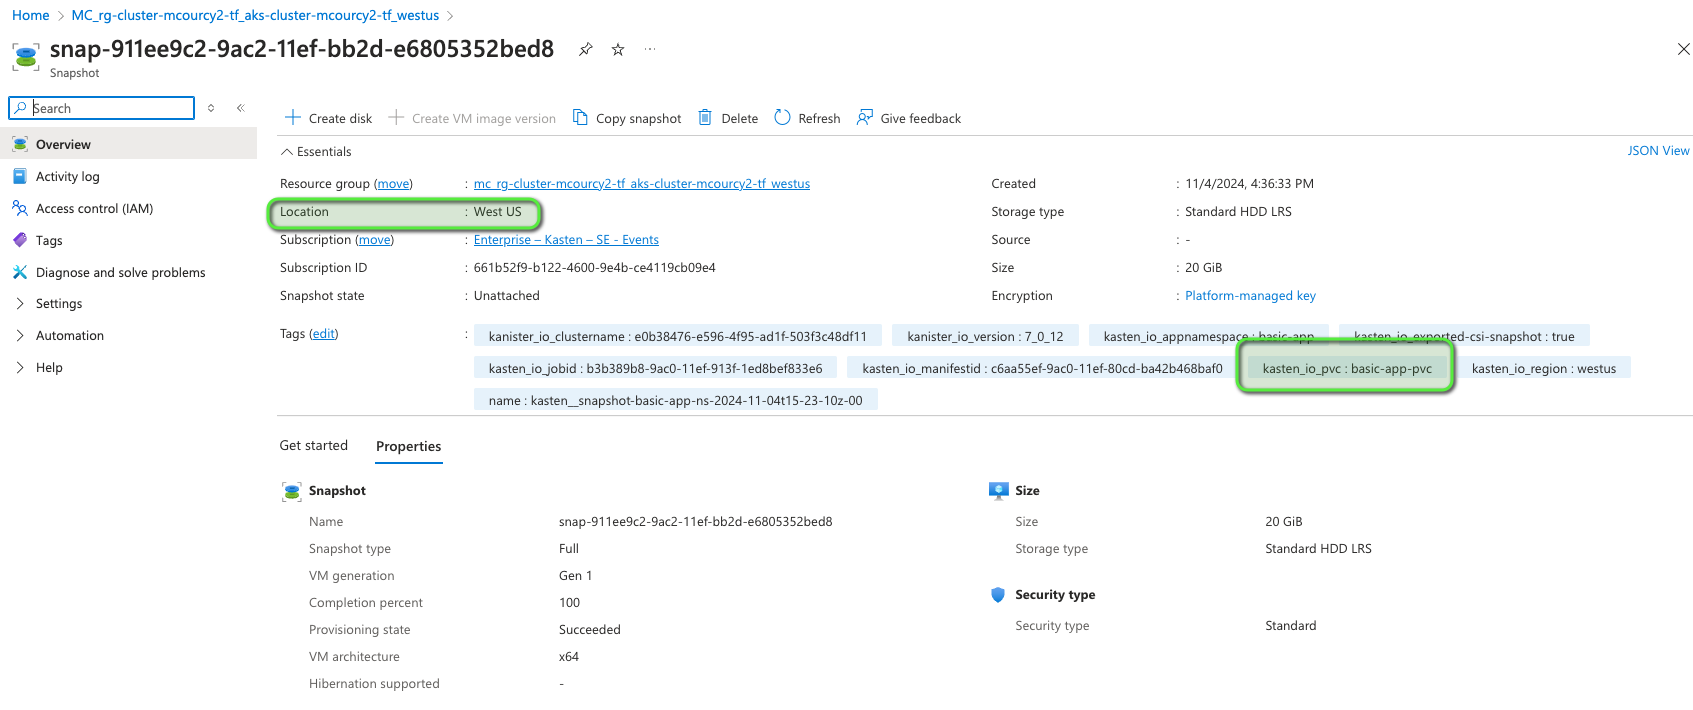 Home > MC_rg-cluster-mcourcy2-tf_aks-cluster-mcourcy2-tf_westus >
snap-911ee9c2-9ac2-11ef-bb2d-e6805352bed8
Snapshot
Search
Overview
Activity log
Access control (IAM)
Tags
Diagnose and solve problems
Settings
Automation
Help
Create disk Create VM image version Copy snapshot Delete Refresh Give feedback
Essentials JSON View
Resource group (move) : mc_rg-cluster-mcourcy2-tf_aks-cluster-mcourcy2-tf_westus
Location : West US
Subscription (move) : Enterprise – Kasten – SE - Events
Subscription ID : 661b52f9-b122-4600-9e4b-ce4119cb09e4
Snapshot state : Unattached
Created : 11/4/2024, 4:36:33 PM
Storage type : Standard HDD LRS
Source : -
Size : 20 GiB
Encryption : Platform-managed key
Tags (edit) : kanister_io_clustername : e0b38476-e596-4f95-ad1f-503f3c48df11 kanister_io_version : 7_0_12 kasten_io_appnamespace : basic-app kasten_io_exported-csi-snapshot : true
kasten_io_jobid : b3b389b8-9ac0-11ef-913f-1ed8bef833e6 kasten_io_manifestid : c6aa55ef-9ac0-11ef-80cd-ba42b468baf0 kasten_io_pvc : basic-app-pvc kasten_io_region : westus
name : kasten__snapshot-basic-app-ns-2024-11-04t15-23-10z-00
Get started Properties
Snapshot
Name snap-911ee9c2-9ac2-11ef-bb2d-e6805352bed8
Snapshot type Full
VM generation Gen 1
Completion percent 100
Provisioning state Succeeded
VM architecture x64
Hibernation supported -
Size
Size 20 GiB
Storage type Standard HDD LRS
Security type
Security type Standard